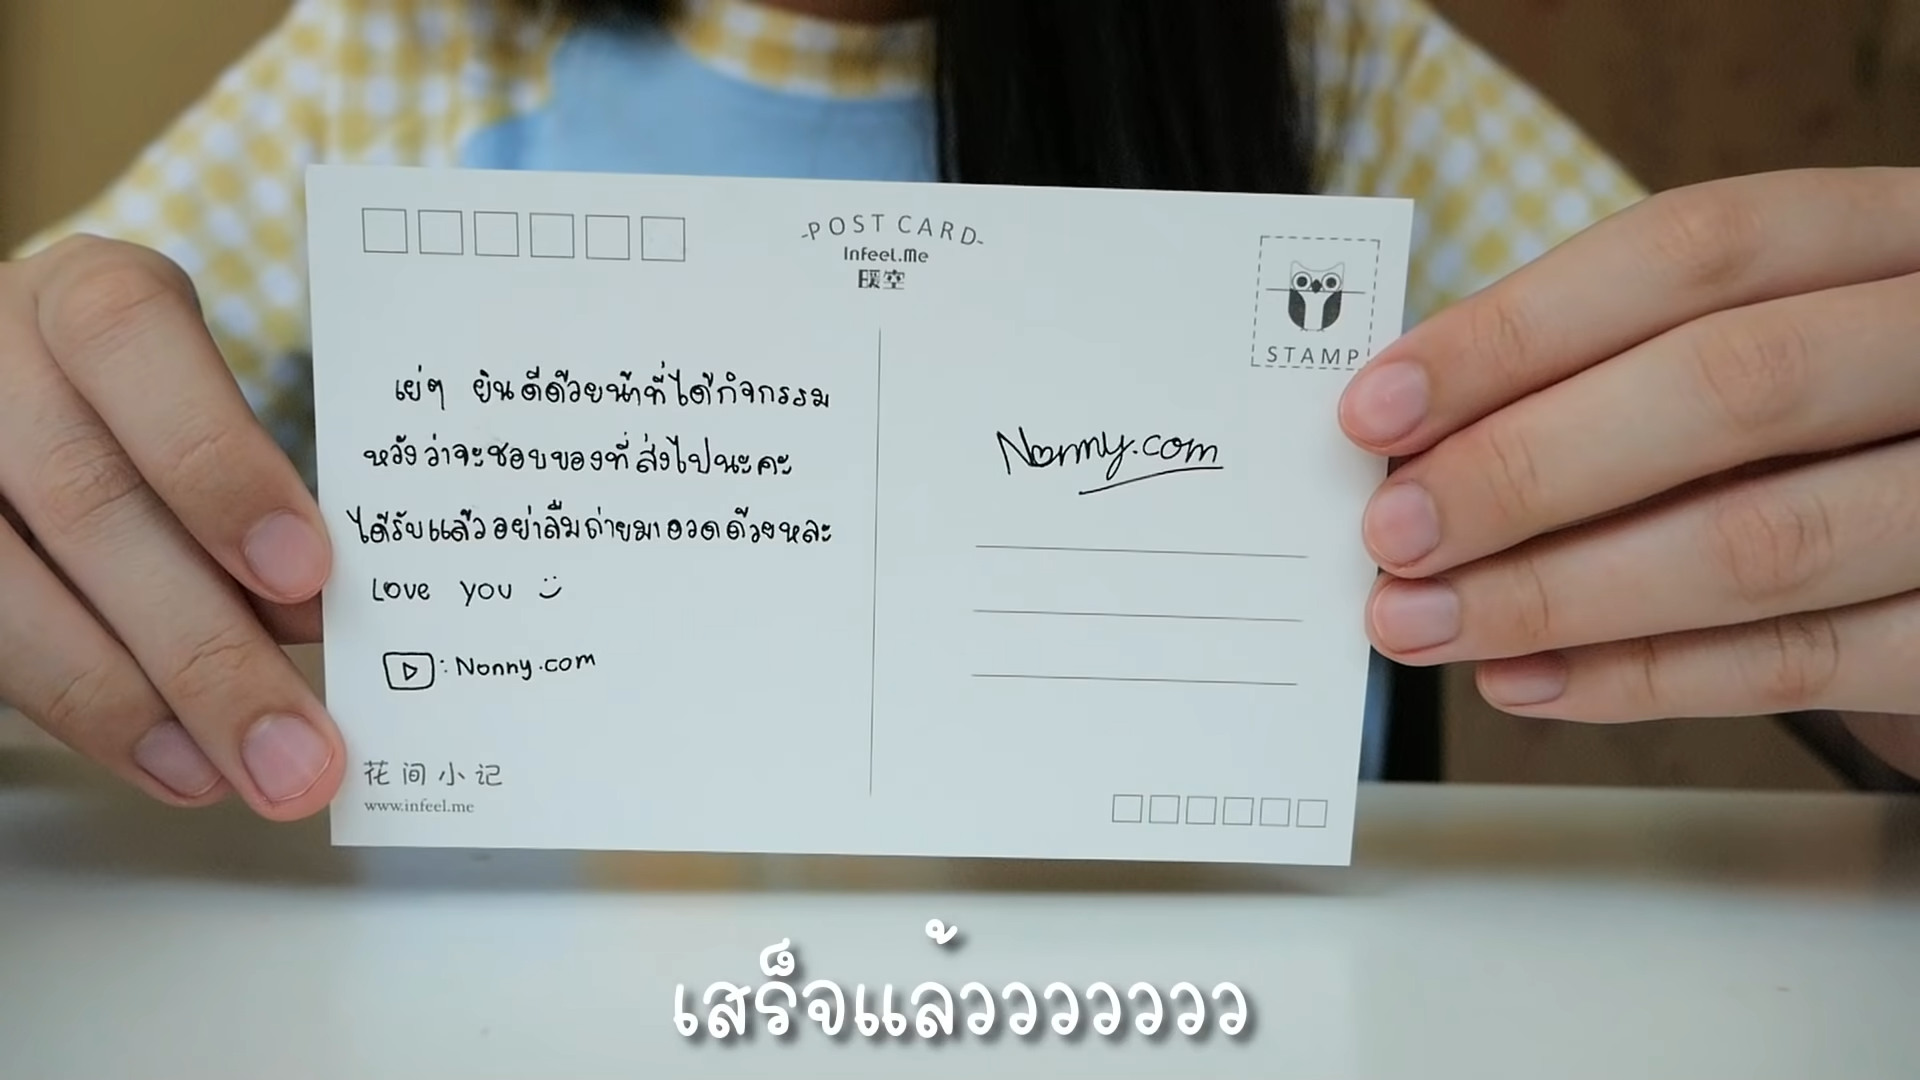 -POST CARD-
Infeel.Me
暖空
STAMP
เย่ๆ ยินดีด้วยน้าที่ได้กิจกรรม
หวังว่าจะชอบของที่ส่งไปนะคะ
ได้รับแล้วอย่าลืมถ่ายมาอวดด้วยหละ
Love you
: Nonny.com
Nonny.com
花间小记
www.infeel.me
เสร็จแล้วววววววว